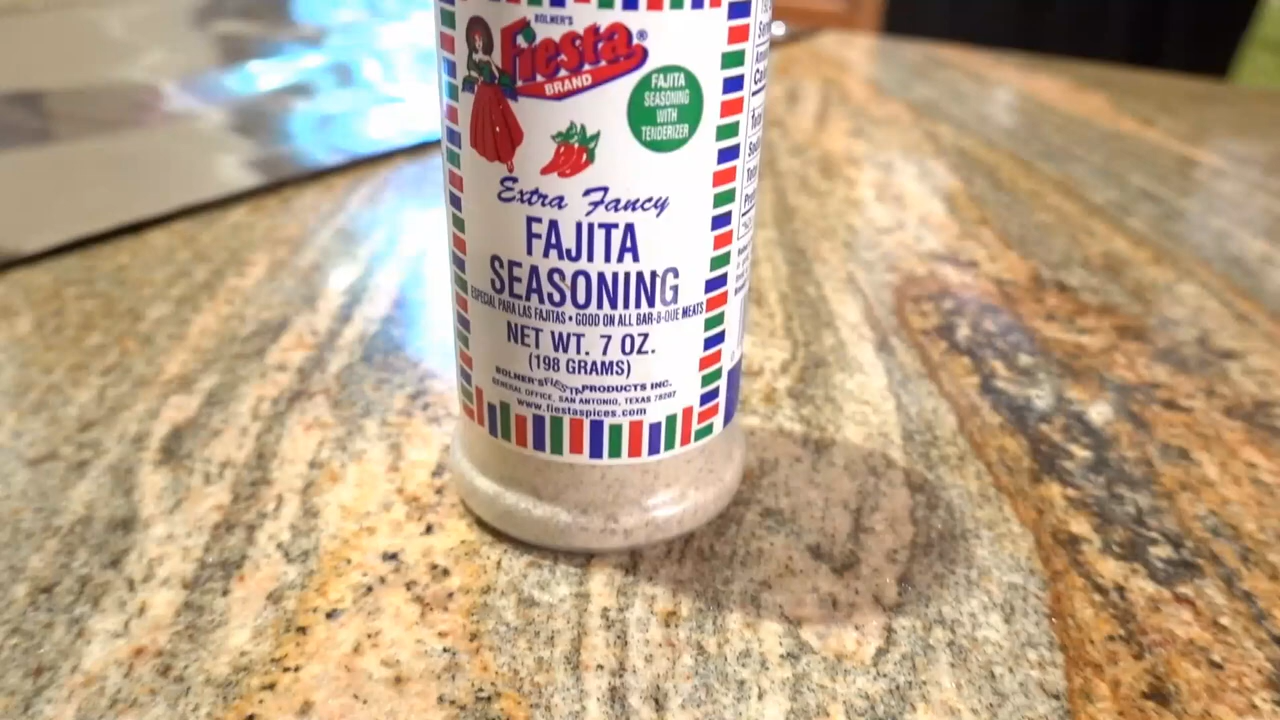 BOLNER'S
Fiesta®
BRAND
FAJITA
SEASONING
WITH
TENDERIZER
Extra Fancy
FAJITA
SEASONING
ESPECIAL PARA LAS FAJITAS • GOOD ON ALL BAR-B-QUE MEATS
NET WT. 7 OZ.
(198 GRAMS)
BOLNER'S FIESTA PRODUCTS INC.
GENERAL OFFICE, SAN ANTONIO, TEXAS 78207
www.fiestaspices.com